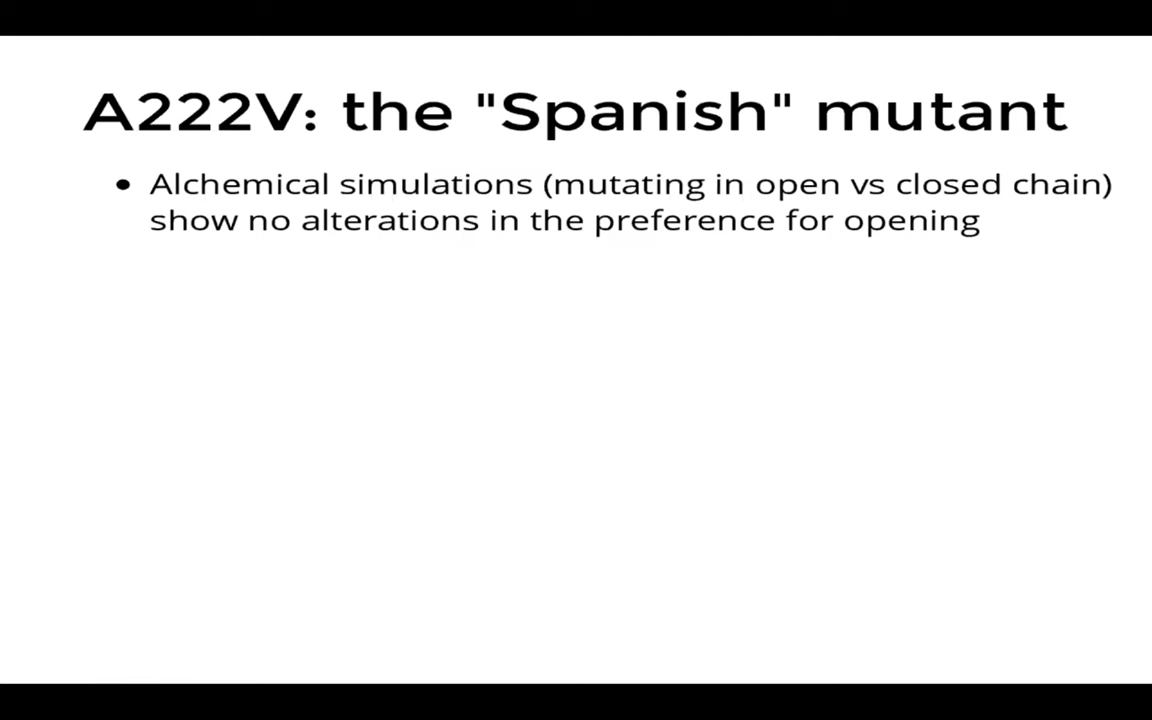 A222V: the "Spanish" mutant
• Alchemical simulations (mutating in open vs closed chain)
show no alterations in the preference for opening